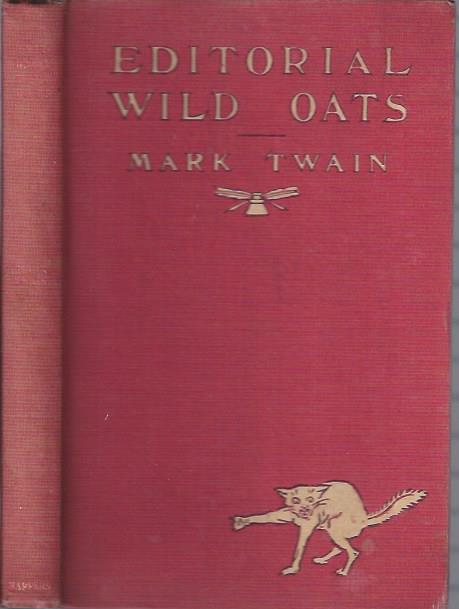 EDITORIAL
WILD OATS
MARK TWAIN
HARPERS